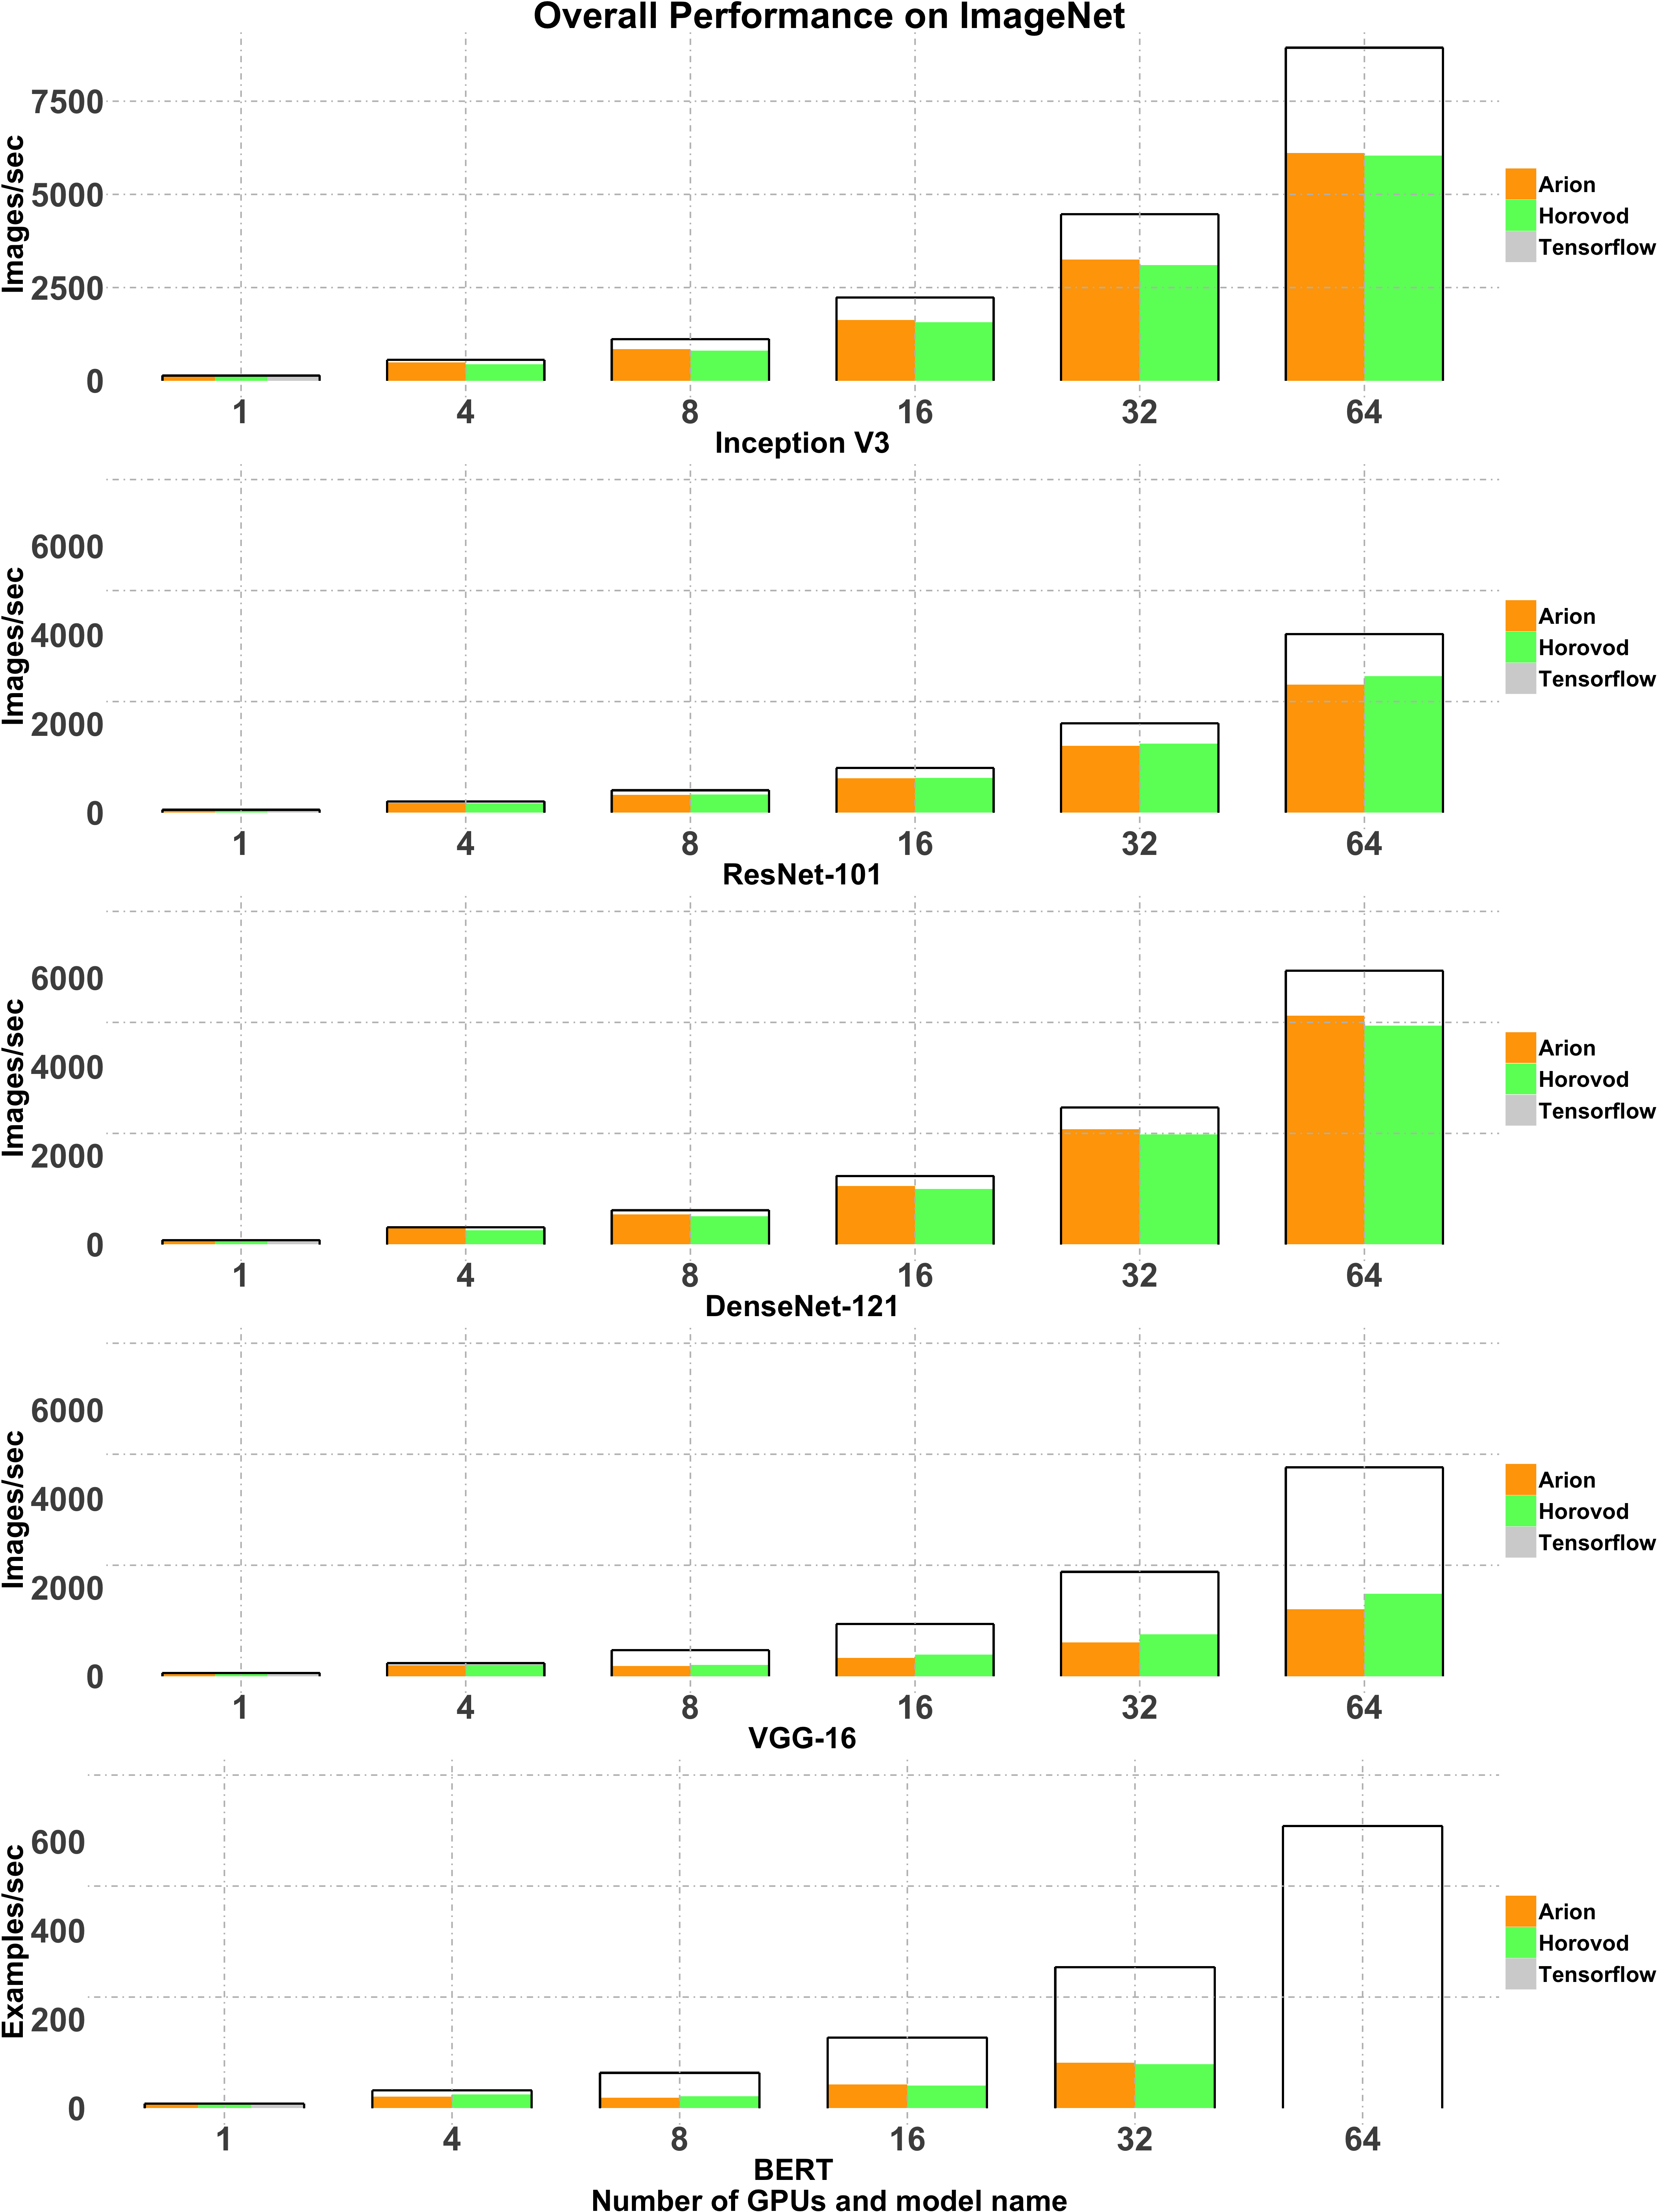 Overall Performance on ImageNet
Images/sec
7500
5000
2500
0
1 4 8 16 32 64
Inception V3
Arion
Horovod
Tensorflow
Images/sec
6000
4000
2000
0
1 4 8 16 32 64
ResNet-101
Arion
Horovod
Tensorflow
Images/sec
6000
4000
2000
0
1 4 8 16 32 64
DenseNet-121
Arion
Horovod
Tensorflow
Images/sec
6000
4000
2000
0
1 4 8 16 32 64
VGG-16
Arion
Horovod
Tensorflow
Examples/sec
600
400
200
0
1 4 8 16 32 64
BERT
Arion
Horovod
Tensorflow
Number of GPUs and model name